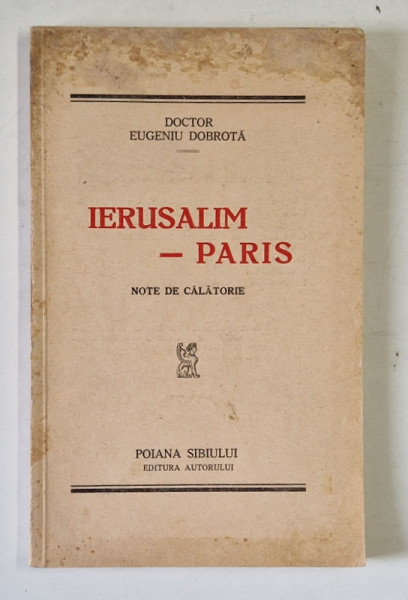 DOCTOR
EUGENIU DOBROTĂ
IERUSALIM
— PARIS
NOTE DE CĂLĂTORIE
POIANA SIBIULUI
EDITURA AUTORULUI